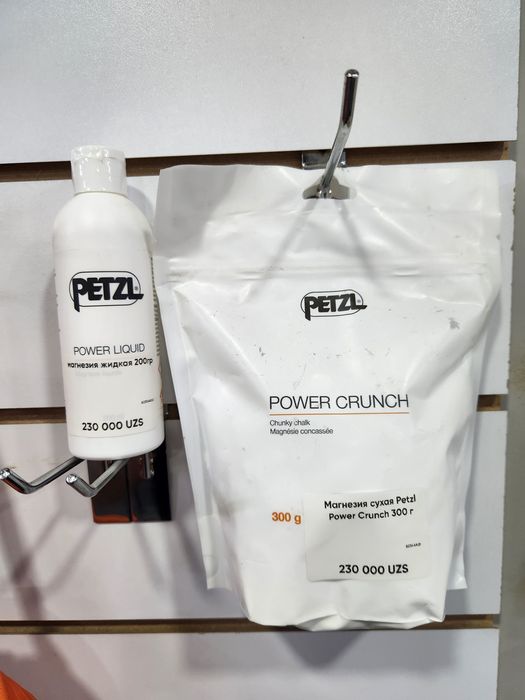 PETZL
POWER LIQUID
магнезия жидкая 200гр
230 000 UZS
PETZL
POWER CRUNCH
Chunky chalk
Magnésie concassée
300 g
Магнезия сухая Petzl
Power Crunch 300 г
230 000 UZS